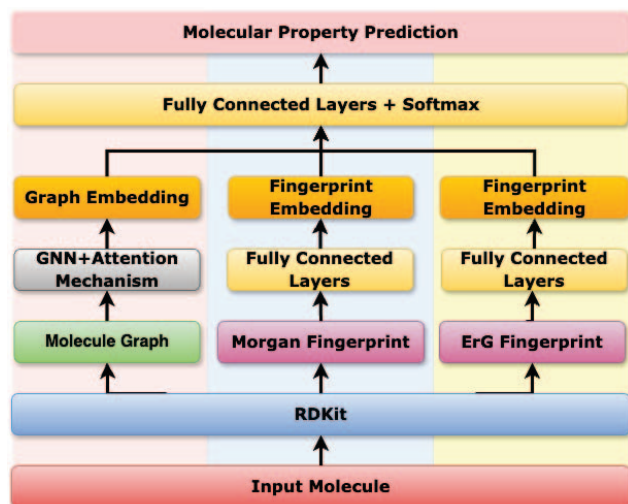 Molecular Property Prediction
Fully Connected Layers + Softmax
Graph Embedding
Fingerprint
Embedding
Fingerprint
Embedding
GNN+Attention
Mechanism
Fully Connected
Layers
Fully Connected
Layers
Molecule Graph
Morgan Fingerprint
ErG Fingerprint
RDKit
Input Molecule